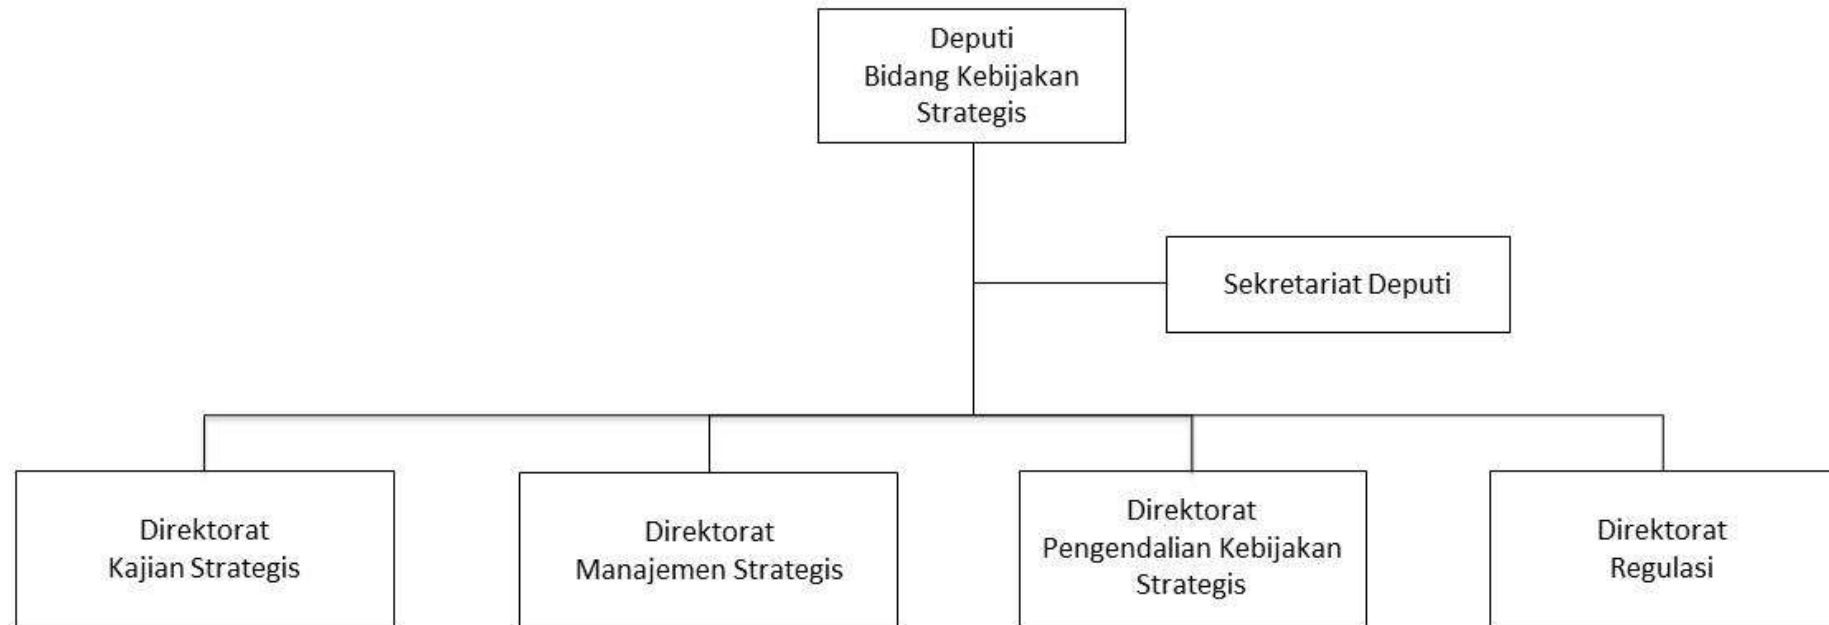 Deputi
Bidang Kebijakan
Strategis
Sekretariat Deputi
Direktorat
Kajian Strategis
Direktorat
Manajemen Strategis
Direktorat
Pengendalian Kebijakan
Strategis
Direktorat
Regulasi